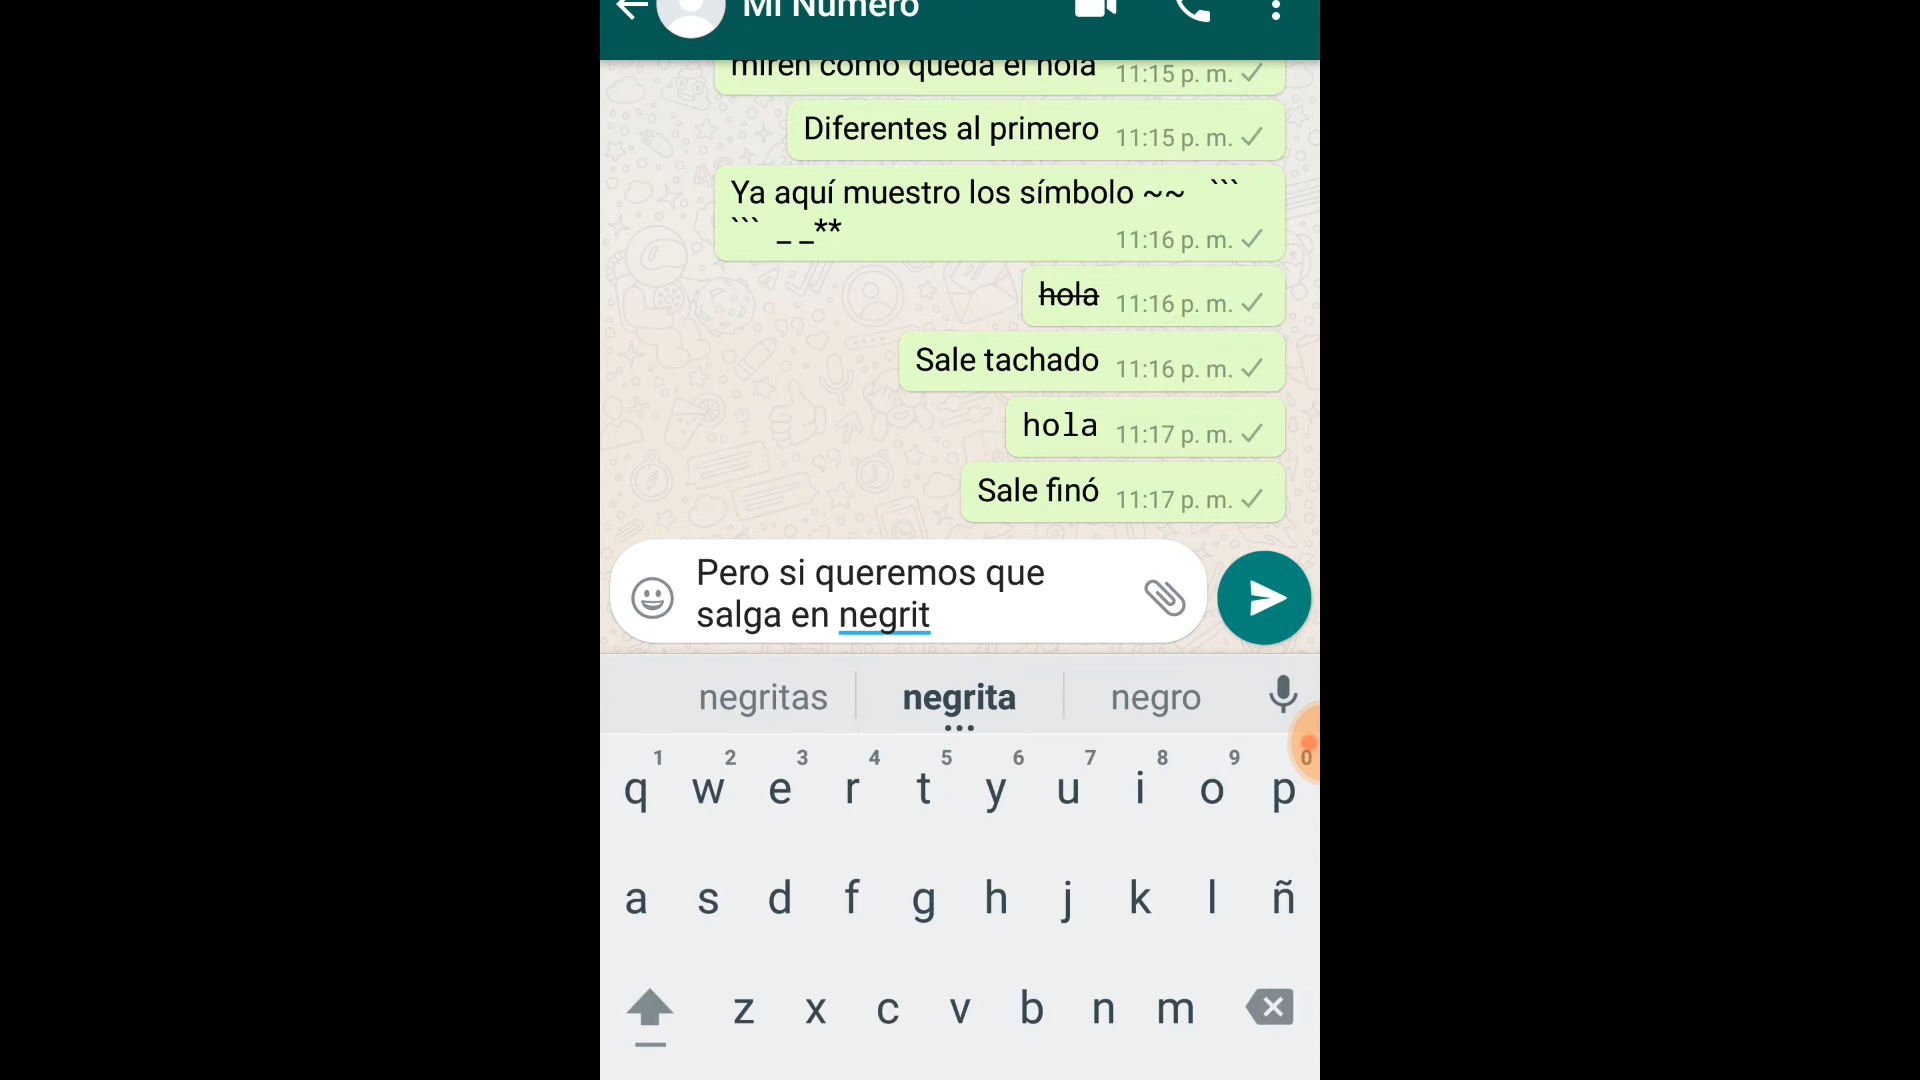 Mi Numero
miren como queda el hola 11:15 p. m.
Diferentes al primero 11:15 p. m.
Ya aquí muestro los símbolo ~~ ```
``` _ _** 11:16 p. m.
hola 11:16 p. m.
Sale tachado 11:16 p. m.
hola 11:17 p. m.
Sale finó 11:17 p. m.
Pero si queremos que
salga en negrit
negritas negrita negro
1 2 3 4 5 6 7 8 9 0
q w e r t y u i o p
a s d f g h j k l ñ
z x c v b n m